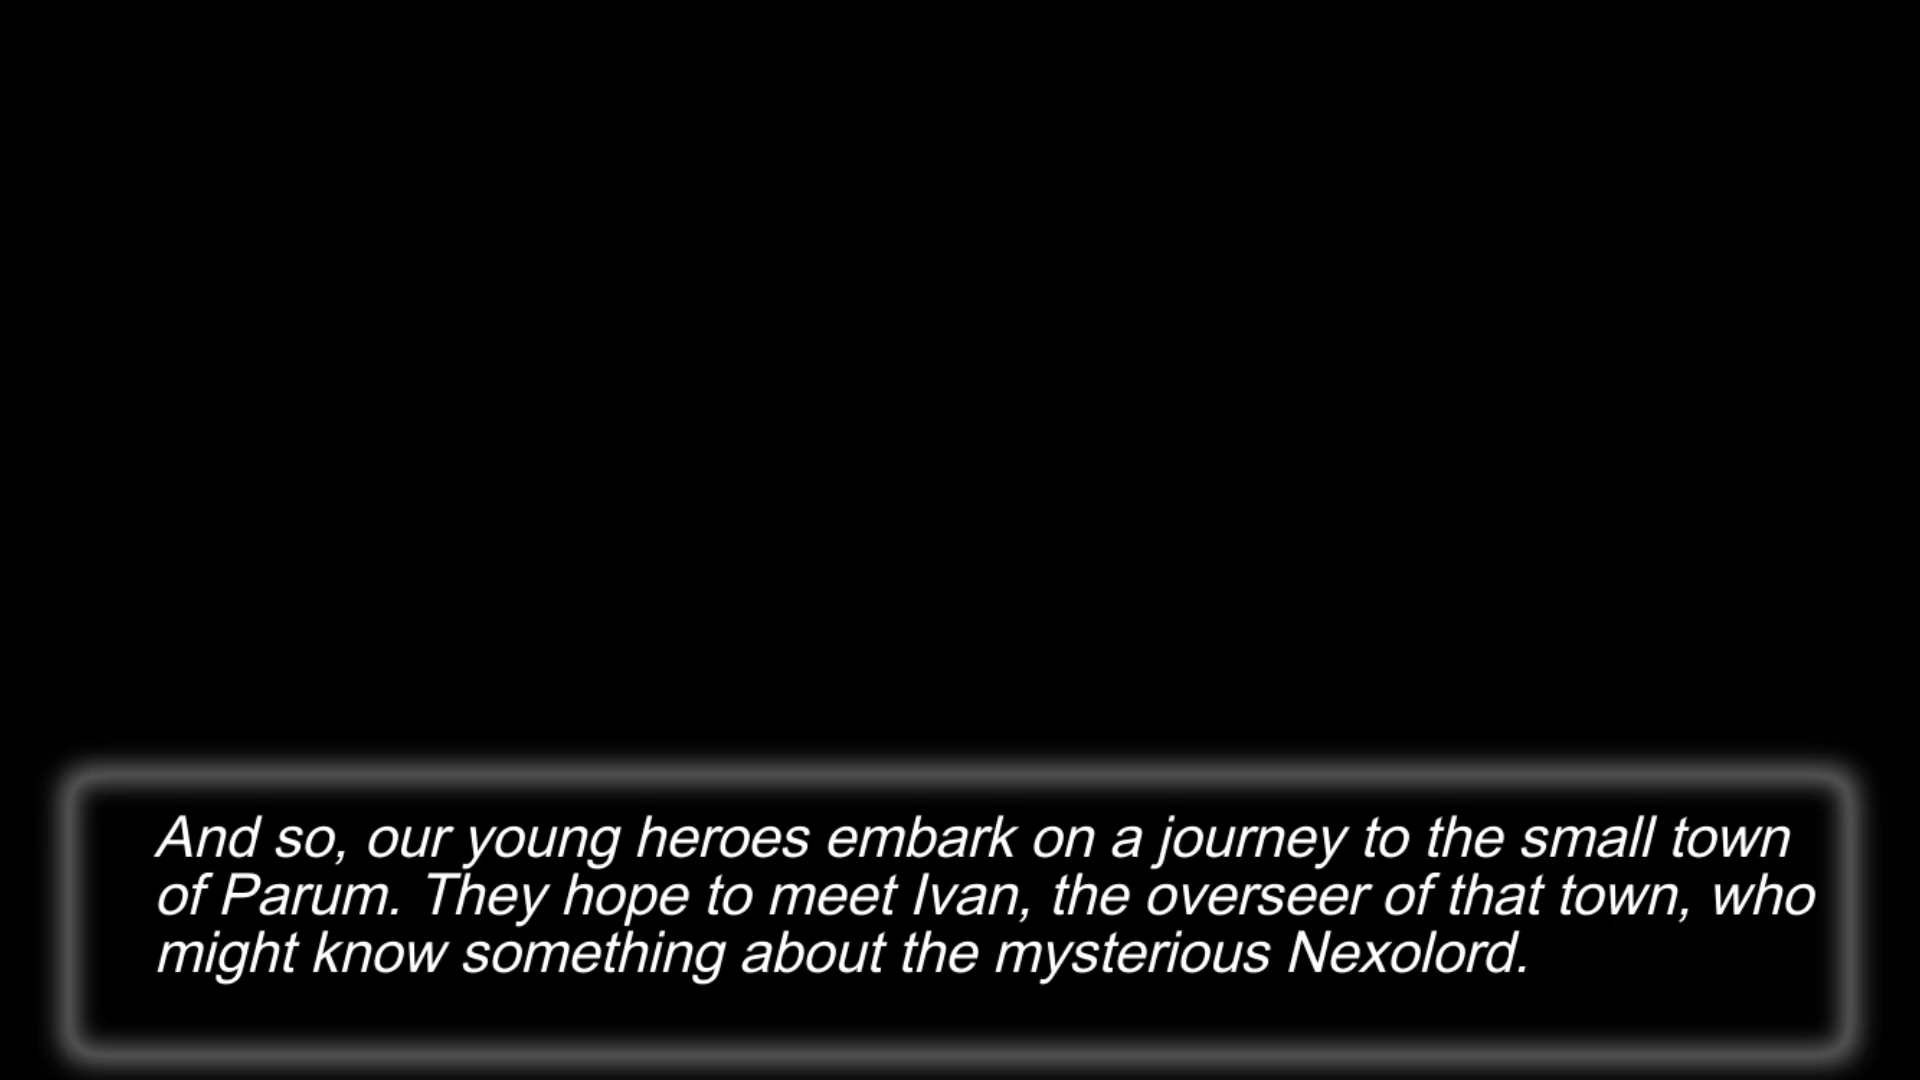 And so, our young heroes embark on a journey to the small town
of Parum. They hope to meet Ivan, the overseer of that town, who
might know something about the mysterious Nexolord.